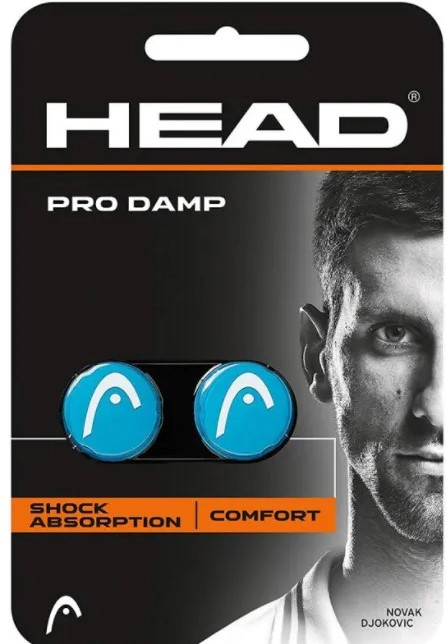 HEAD®
PRO DAMP
SHOCK
ABSORPTION | COMFORT
NOVAK
DJOKOVIC